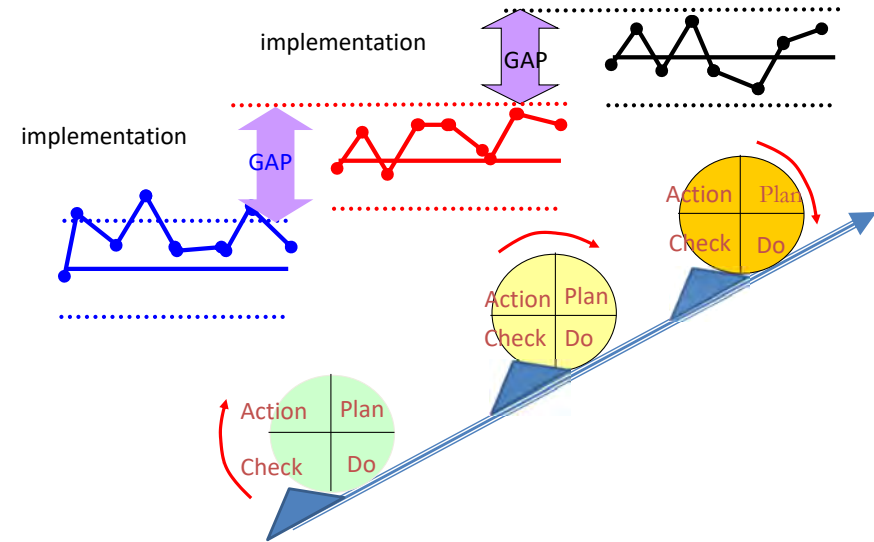 implementation
GAP
implementation
GAP
Action Plan
Check Do
Action Plan
Check Do
Action Plan
Check Do